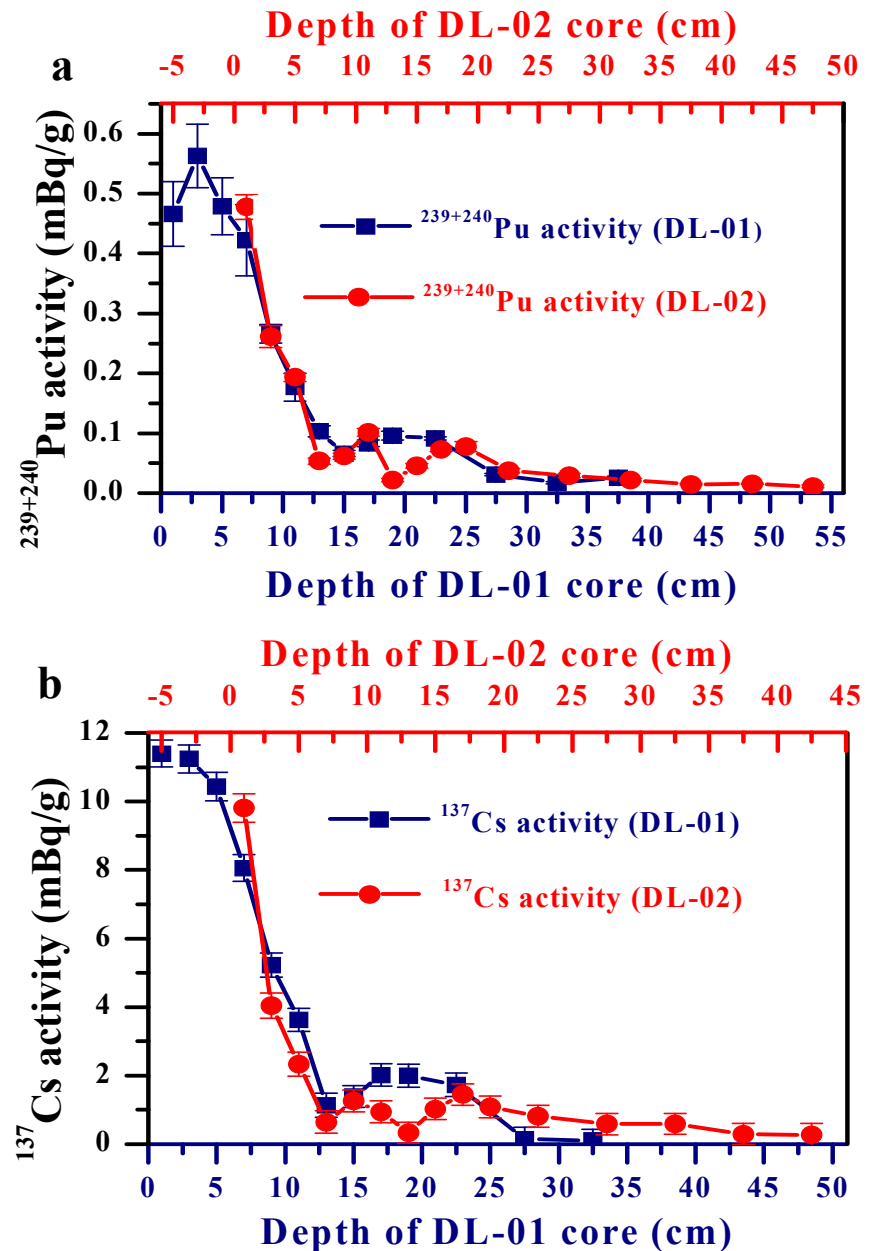 Depth of DL-02 core (cm)
a
-5 0 5 10 15 20 25 30 35 40 45 50
0.6
0.5
0.4
0.3
0.2
0.1
0.0
²³⁹⁺²⁴⁰Pu activity (mBq/g)
²³⁹⁺²⁴⁰Pu activity (DL-01)
²³⁹⁺²⁴⁰Pu activity (DL-02)
0 5 10 15 20 25 30 35 40 45 50 55
Depth of DL-01 core (cm)
Depth of DL-02 core (cm)
b
-5 0 5 10 15 20 25 30 35 40 45
12
10
8
6
4
2
0
¹³⁷Cs activity (mBq/g)
¹³⁷Cs activity (DL-01)
¹³⁷Cs activity (DL-02)
0 5 10 15 20 25 30 35 40 45 50
Depth of DL-01 core (cm)